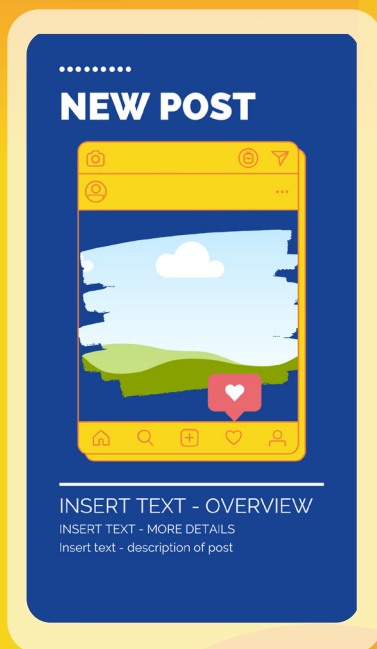 NEW POST
INSERT TEXT - OVERVIEW
INSERT TEXT - MORE DETAILS
Insert text - description of post